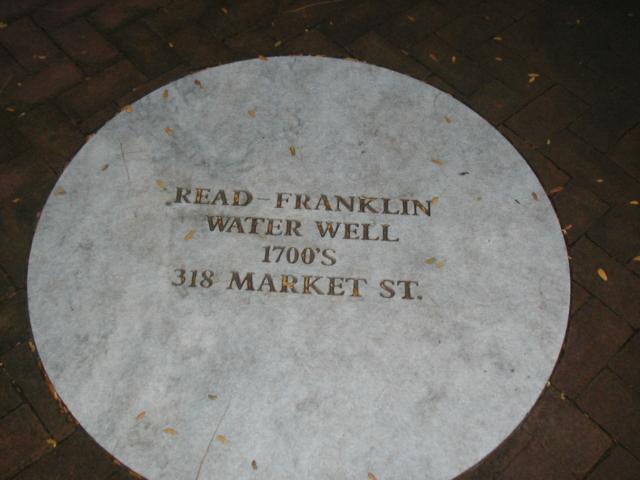 READ-FRANKLIN
WATER WELL
1700'S
318 MARKET ST.